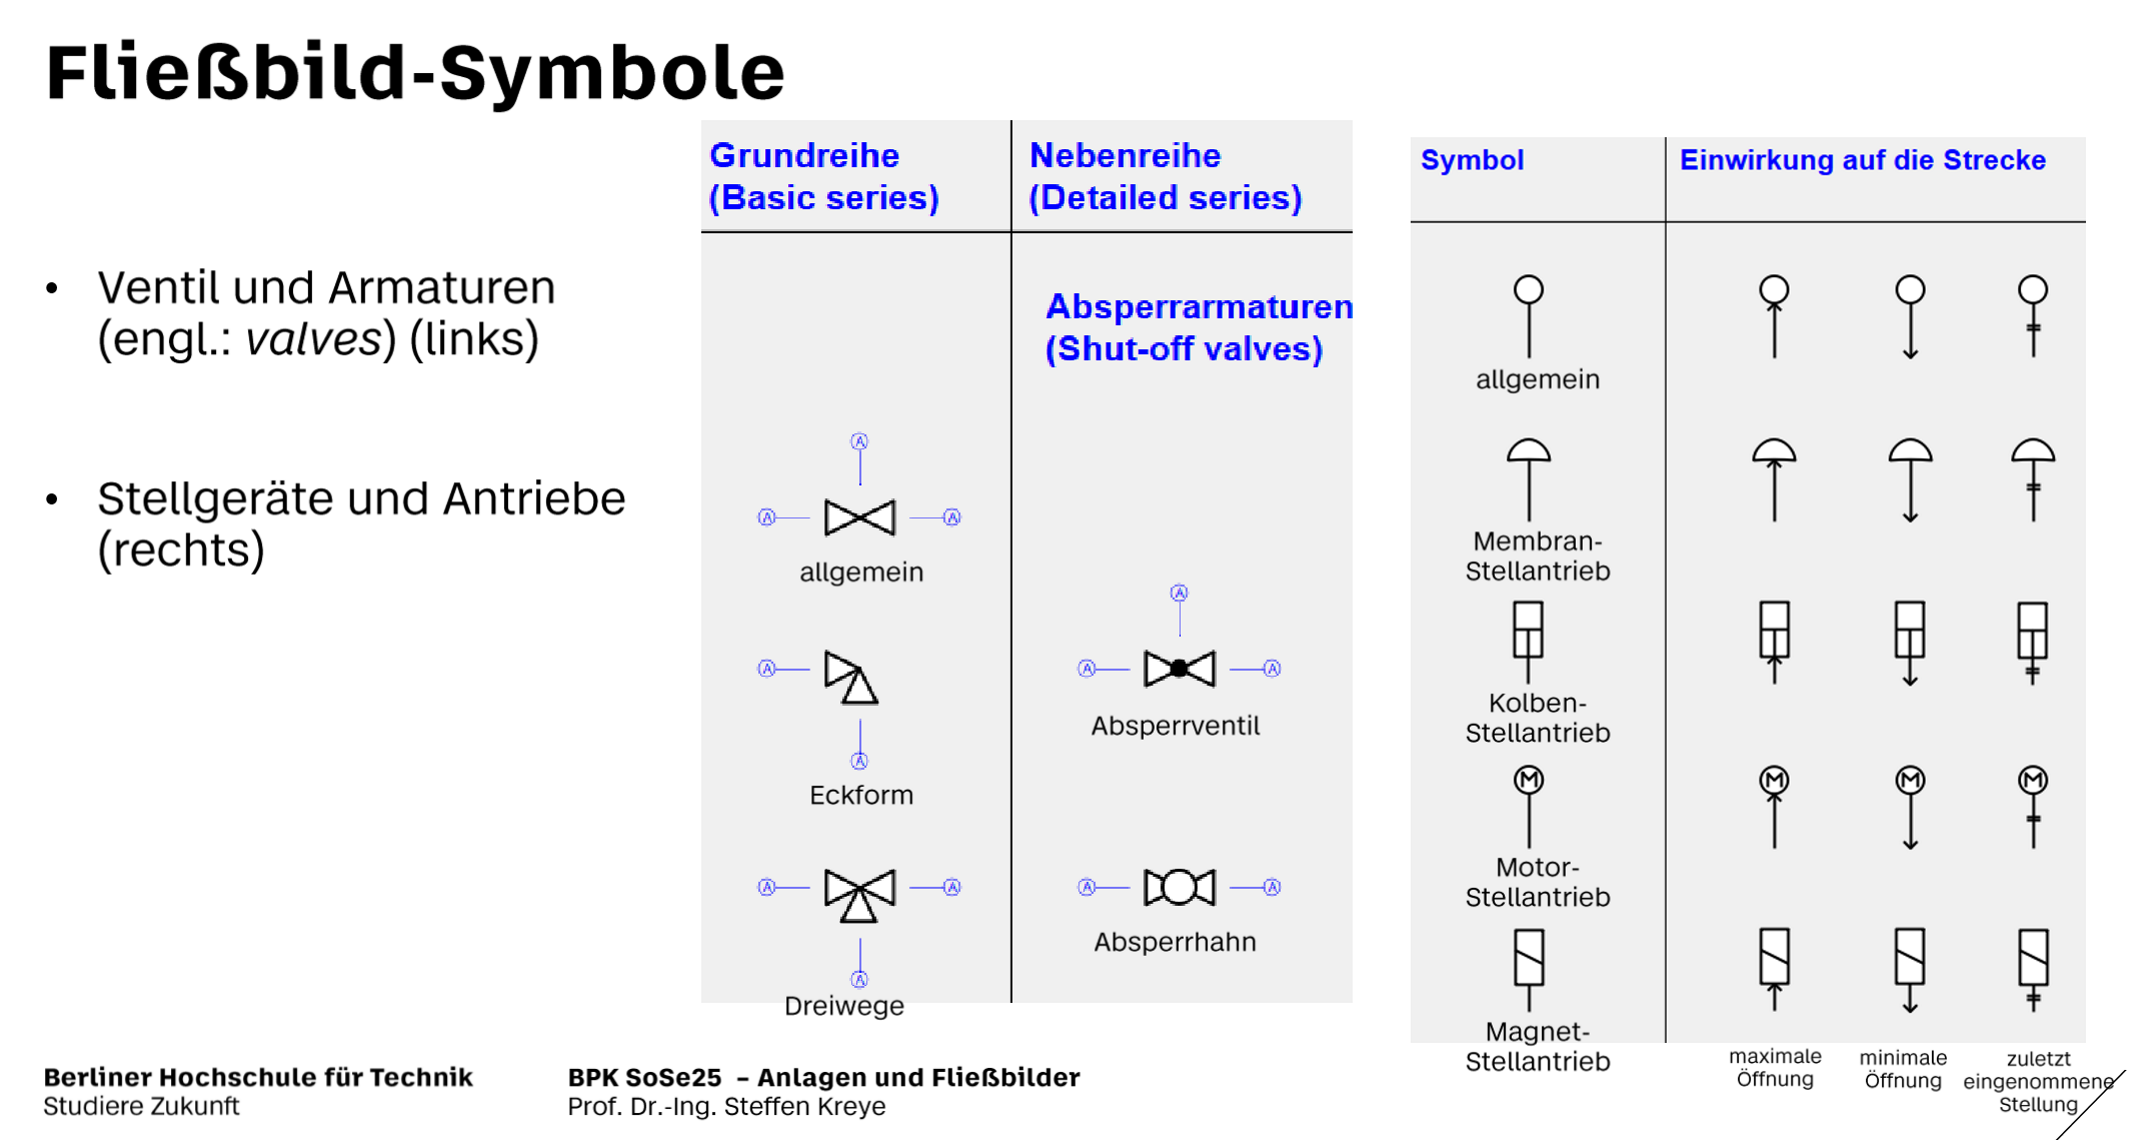 Fließbild-Symbole
• Ventil und Armaturen
(engl.: valves) (links)
• Stellgeräte und Antriebe
(rechts)
Grundreihe
(Basic series)
Nebenreihe
(Detailed series)
Absperrarmaturen
(Shut-off valves)
A
A
A
allgemein
A
A
Eckform
A
A
A
Dreiwege
A
A
A
Absperrventil
A
A
Absperrhahn
Symbol
Einwirkung auf die Strecke
allgemein
Membran-
Stellantrieb
Kolben-
Stellantrieb
M
M
M
M
Motor-
Stellantrieb
Magnet-
Stellantrieb
maximale
Öffnung
minimale
Öffnung
zuletzt
eingenommene
Stellung
Berliner Hochschule für Technik
Studiere Zukunft
BPK SoSe25 – Anlagen und Fließbilder
Prof. Dr.-Ing. Steffen Kreye